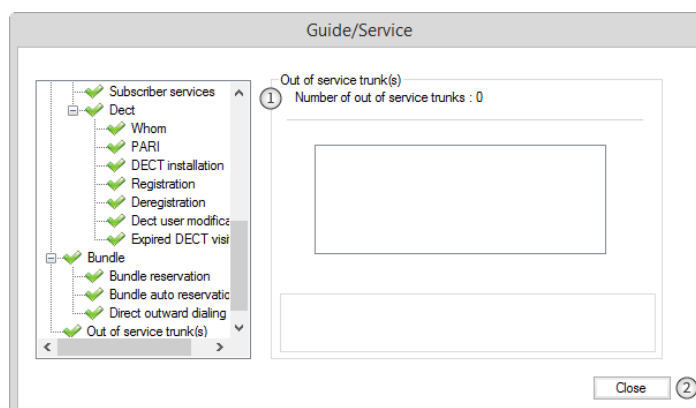 Guide/Service
Subscriber services
Dect
Whom
PARI
DECT installation
Registration
Deregistration
Dect user modifica
Expired DECT visi
Bundle
Bundle reservation
Bundle auto reservatio
Direct outward dialing
Out of service trunk(s)
Out of service trunk(s)
1 Number of out of service trunks : 0
Close 2